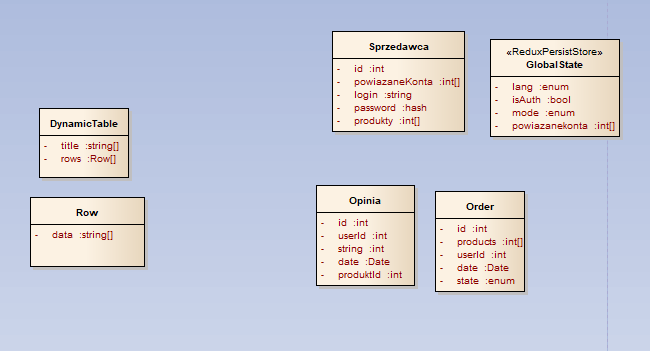 Sprzedawca
- id :int
- powiazaneKonta :int[]
- login :string
- password :hash
- produkty :int[]
«ReduxPersistStore»
GlobalState
- lang :enum
- isAuth :bool
- mode :enum
- powiazanekonta :int[]
DynamicTable
- title :string[]
- rows :Row[]
Row
- data :string[]
Opinia
- id :int
- userId :int
- string :int
- date :Date
- produktId :int
Order
- id :int
- products :int[]
- userId :int
- date :Date
- state :enum